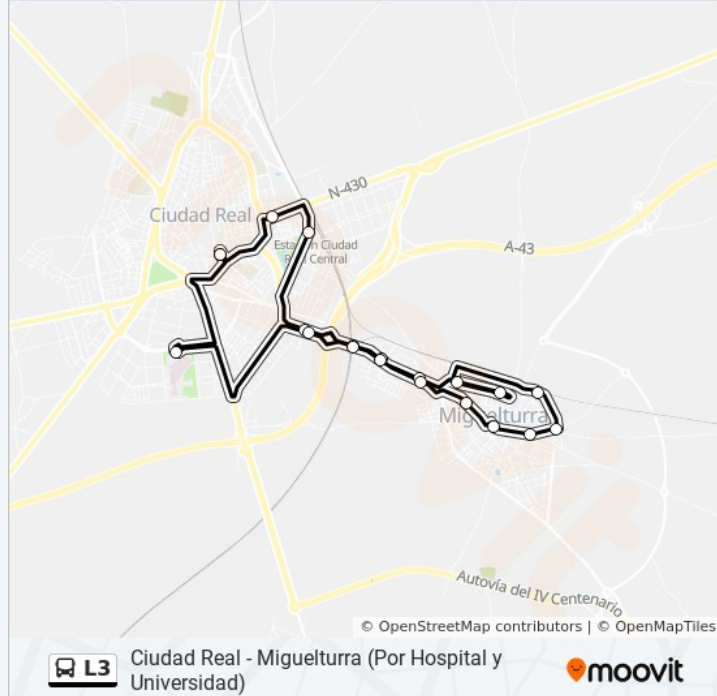 N-430
Ciudad Real
Estación Ciudad
Real Central
A-43
Miguelturra
Autovía del IV Centenario
© OpenStreetMap contributors | © OpenMapTiles
L3
Ciudad Real - Miguelturra (Por Hospital y
Universidad)
moovit